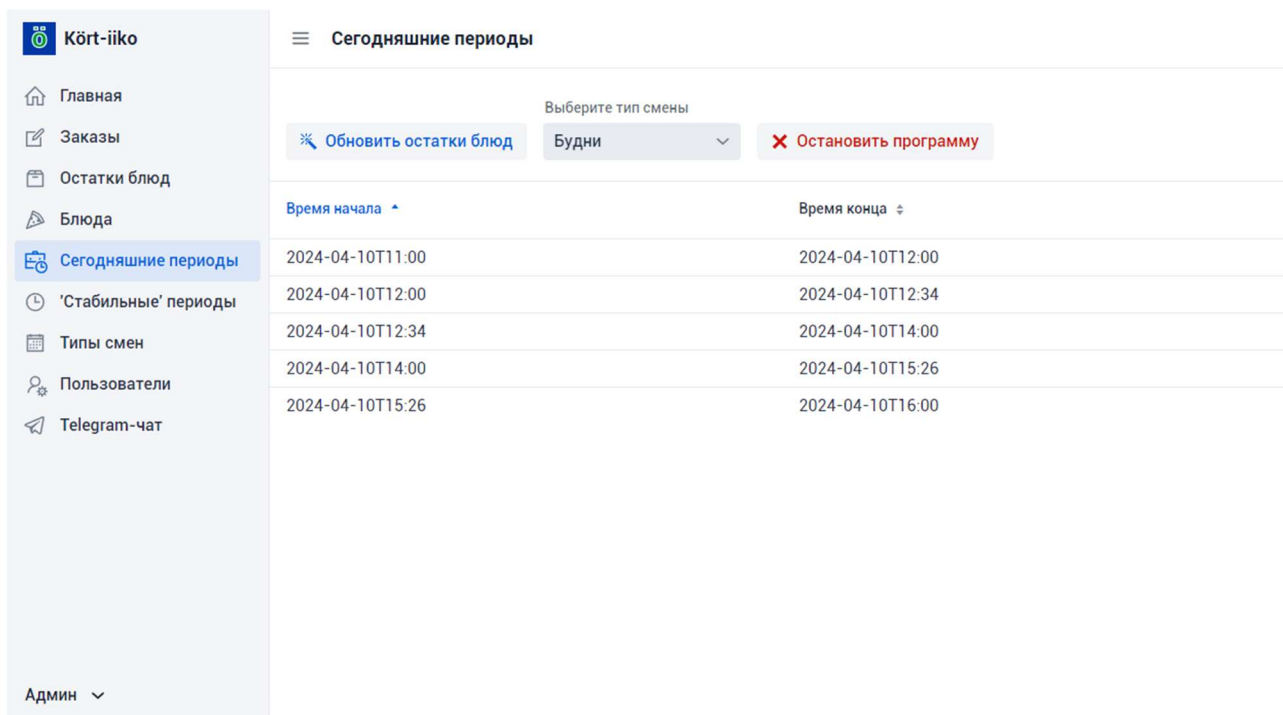 Kört-iiko
Главная
Заказы
Остатки блюд
Блюда
Сегодняшние периоды
'Стабильные' периоды
Типы смен
Пользователи
Telegram-чат
Админ
Сегодняшние периоды
Выберите тип смены
Обновить остатки блюд Будни Остановить программу
Время начала Время конца
2024-04-10T11:00 2024-04-10T12:00
2024-04-10T12:00 2024-04-10T12:34
2024-04-10T12:34 2024-04-10T14:00
2024-04-10T14:00 2024-04-10T15:26
2024-04-10T15:26 2024-04-10T16:00